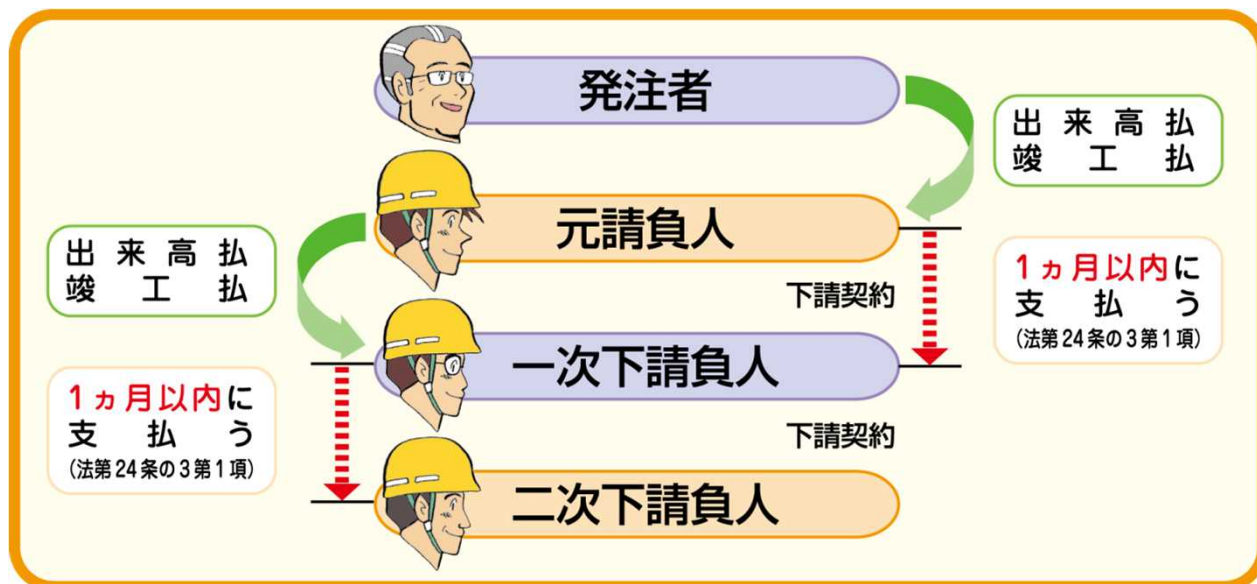 発注者
出来高払
竣工払
元請負人
出来高払
竣工払
下請契約
1ヵ月以内に
支払う
(法第24条の3第1項)
一次下請負人
1ヵ月以内に
支払う
(法第24条の3第1項)
下請契約
二次下請負人